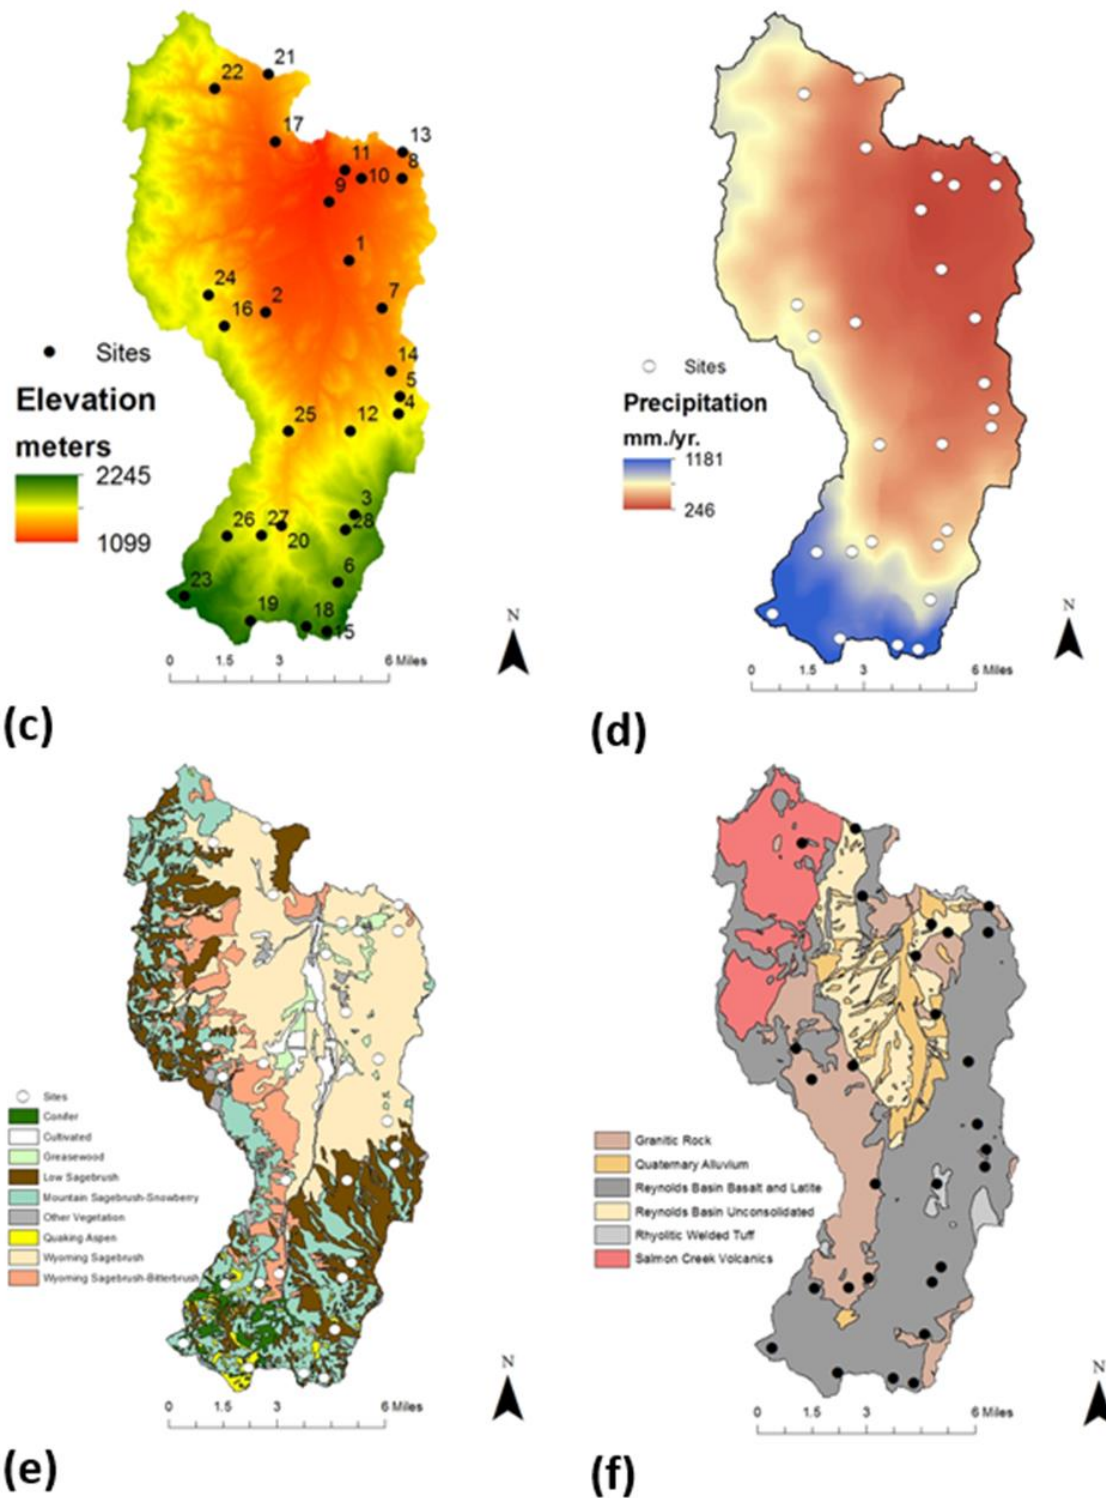 21
22
17
13
11
8
10
9
1
24
2
7
16
Sites
14
5
Elevation
4
25
12
meters
2245
3
26
27
28
1099
20
6
23
19
18
15
N
0 1.5 3 6 Miles
(c)
Sites
Precipitation
mm./yr.
1181
246
N
0 1.5 3 6 Miles
(d)
Sites
Conifer
Cultivated
Greasewood
Low Sagebrush
Mountain Sagebrush-Snowberry
Other Vegetation
Quaking Aspen
Wyoming Sagebrush
Wyoming Sagebrush-Bitterbrush
N
0 1.5 3 6 Miles
(e)
Granitic Rock
Quaternary Alluvium
Reynolds Basin Basalt and Latite
Reynolds Basin Unconsolidated
Rhyolitic Welded Tuff
Salmon Creek Volcanics
N
0 1.5 3 6 Miles
(f)